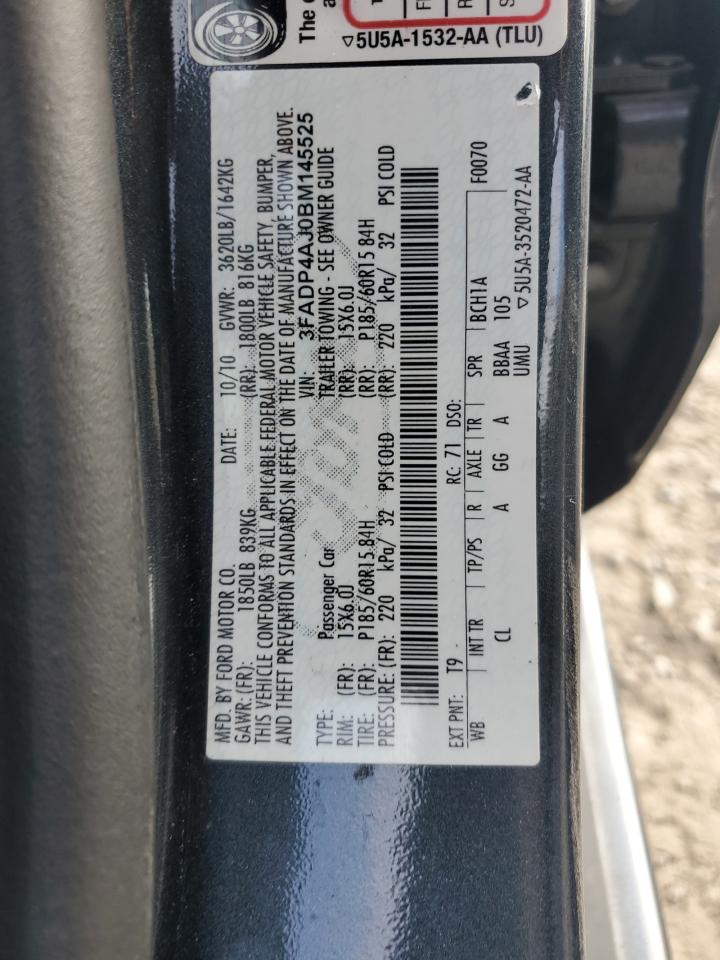 The
▽5U5A-1532-AA (TLU)
MFD. BY FORD MOTOR CO. DATE: 10/10 GVWR: 3620LB/1642KG
GAWR: (FR): 1850LB 839KG (RR): 1800LB 816KG
THIS VEHICLE CONFORMS TO ALL APPLICABLE FEDERAL MOTOR VEHICLE SAFETY, BUMPER,
AND THEFT PREVENTION STANDARDS IN EFFECT ON THE DATE OF MANUFACTURE SHOWN ABOVE.
VIN: 3FADP4AJ0BM145525
TYPE: Passenger Car TRAILER TOWING - SEE OWNER GUIDE
RIM: (FR): 15X6.0J (RR): 15X6.0J
TIRE: (FR): P185/60R15 84H (RR): P185/60R15 84H
PRESSURE: (FR): 220 kPa/ 32 PSI COLD (RR): 220 kPa/ 32 PSI COLD
EXT PNT: T9 RC: 71 DSO: F0070
WB INT TR TP/PS R AXLE TR SPR BCH1A
CL A GG A BBAA 105
UMU
▽5U5A-3520472-AA